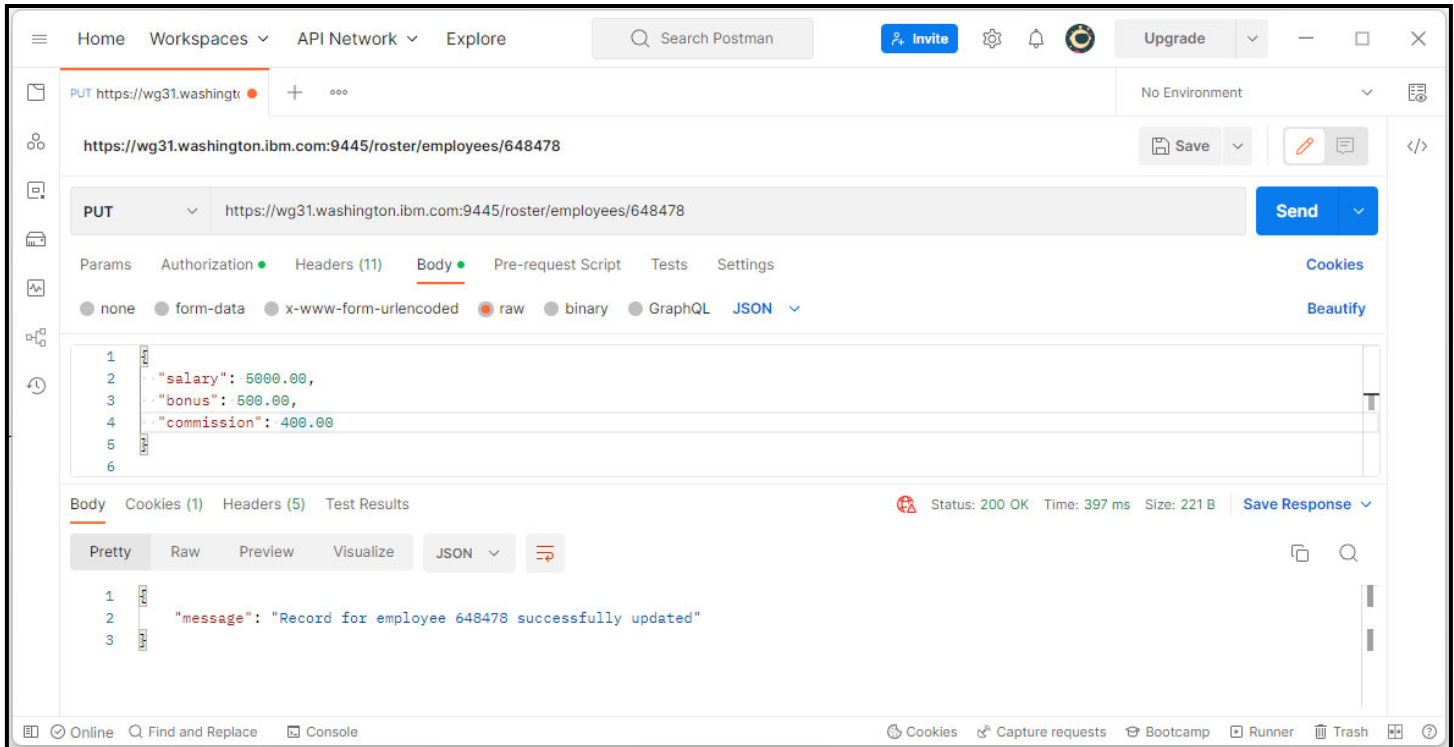 Home Workspaces API Network Explore Search Postman Invite Upgrade
PUT https://wg31.washingt No Environment
https://wg31.washington.ibm.com:9445/roster/employees/648478 Save </>
PUT https://wg31.washington.ibm.com:9445/roster/employees/648478 Send
Params Authorization Headers (11) Body Pre-request Script Tests Settings Cookies
none form-data x-www-form-urlencoded raw binary GraphQL JSON Beautify
1 {
2 "salary": 5000.00,
3 "bonus": 500.00,
4 "commission": 400.00
5 }
6
Body Cookies (1) Headers (5) Test Results Status: 200 OK Time: 397 ms Size: 221 B Save Response
Pretty Raw Preview Visualize JSON
1 {
2 "message": "Record for employee 648478 successfully updated"
3 }
Online Find and Replace Console Cookies Capture requests Bootcamp Runner Trash